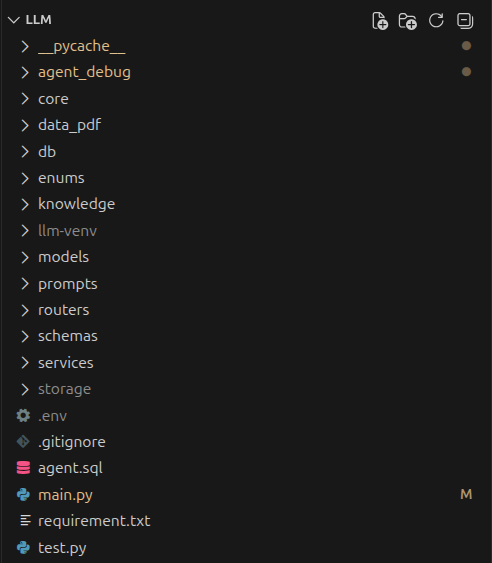 LLM
__pycache__
agent_debug
core
data_pdf
db
enums
knowledge
llm-venv
models
prompts
routers
schemas
services
storage
.env
.gitignore
agent.sql
main.py M
requirement.txt
test.py